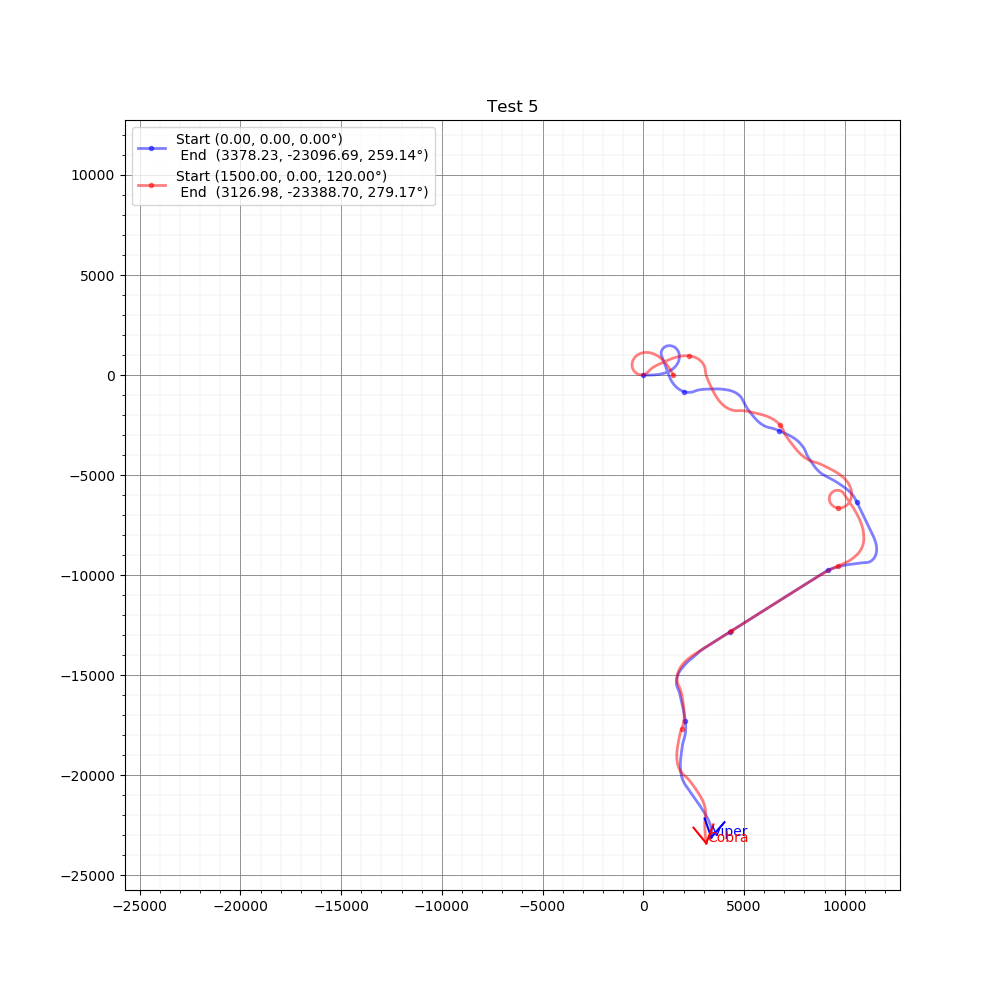 Test 5
Start (0.00, 0.00, 0.00°)
End  (3378.23, -23096.69, 259.14°)
Start (1500.00, 0.00, 120.00°)
End  (3126.98, -23388.70, 279.17°)
10000
5000
0
−5000
−10000
−15000
−20000
−25000
Viper
Cobra
−25000 −20000 −15000 −10000 −5000 0 5000 10000